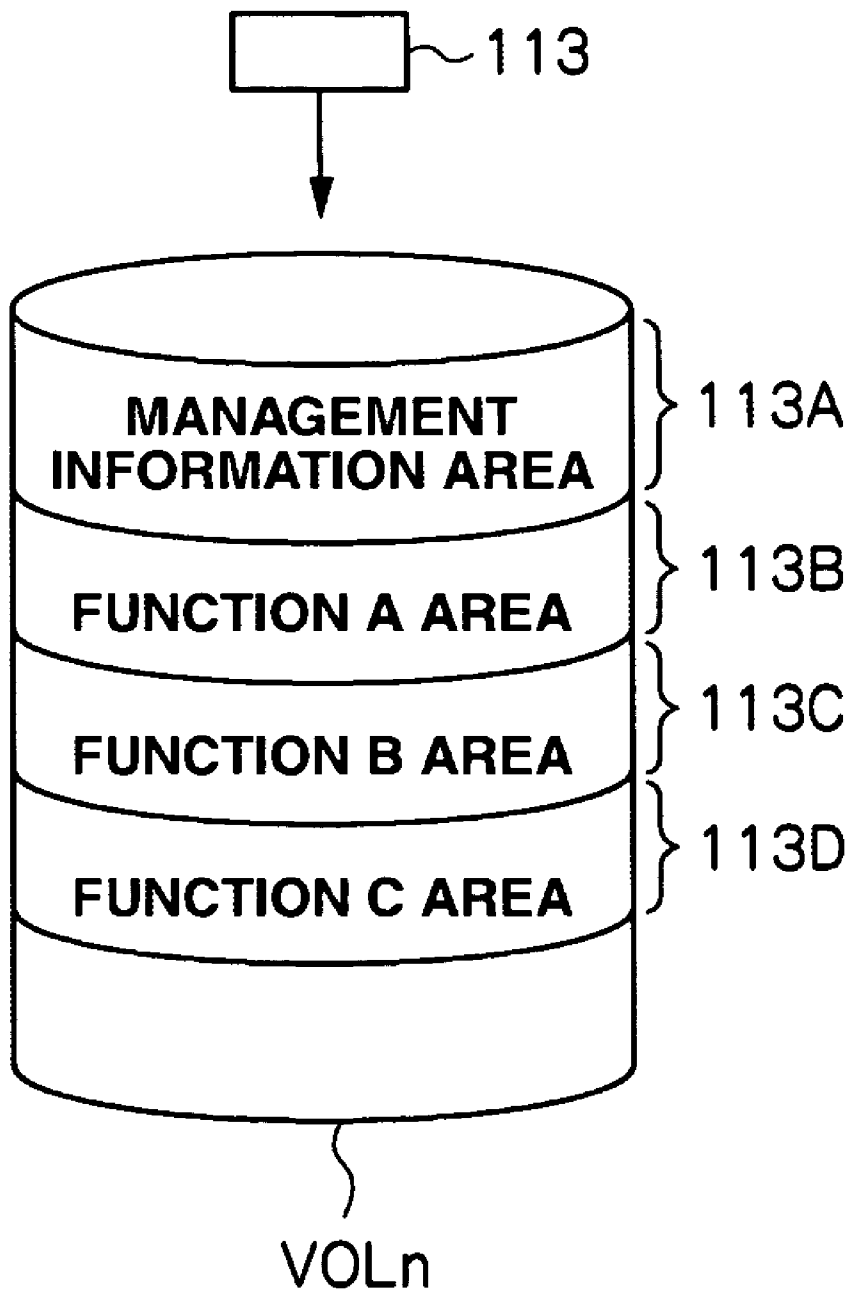 113
MANAGEMENT
INFORMATION AREA
113A
FUNCTION A AREA
113B
FUNCTION B AREA
113C
FUNCTION C AREA
113D
VOLn